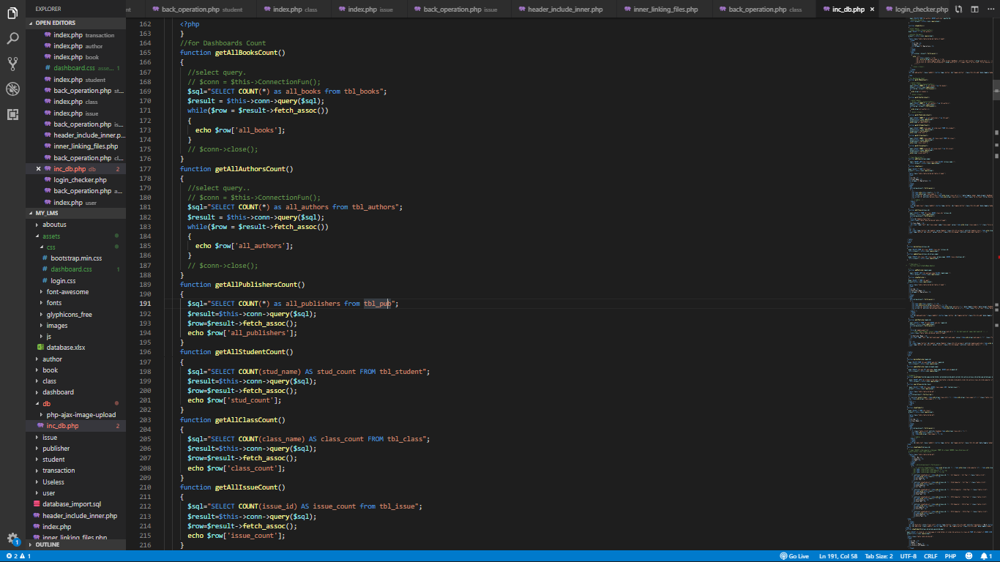 EXPLORER
nt back_operation.php student index.php class index.php issue back_operation.php issue header_include_inner.php inner_linking_files.php back_operation.php class inc_db.php × login_checker.php ···
OPEN EDITORS
index.php transaction
index.php author
index.php book
# dashboard.css asse... 1
index.php student
back_operation.php st...
index.php class
index.php issue
back_operation.php is...
header_include_inner.p...
inner_linking_files.php
back_operation.php cl...
× inc_db.php db 2
login_checker.php
back_operation.php a...
index.php user
MY_LMS
aboutus
assets
css
# bootstrap.min.css
# dashboard.css 1
# login.css
font-awesome
fonts
glyphicons_free
images
js
database.xlsx
author
book
class
dashboard
db
php-ajax-image-upload
inc_db.php 2
issue
publisher
student
transaction
Useless
user
database_import.sql
header_include_inner.php
index.php
inner_linking_files.php
OUTLINE
162 <?php
163 }
164 //for Dashboards Count
165 function getAllBooksCount()
166 {
167 //select query.
168 // $conn = $this->ConnectionFun();
169 $sql="SELECT COUNT(*) as all_books from tbl_books";
170 $result = $this->conn->query($sql);
171 while($row = $result->fetch_assoc())
172 {
173 echo $row['all_books'];
174 }
175 // $conn->close();
176 }
177 function getAllAuthorsCount()
178 {
179 //select query..
180 // $conn = $this->ConnectionFun();
181 $sql="SELECT COUNT(*) as all_authors from tbl_authors";
182 $result = $this->conn->query($sql);
183 while($row = $result->fetch_assoc())
184 {
185 echo $row['all_authors'];
186 }
187 // $conn->close();
188 }
189 function getAllPublishersCount()
190 {
191 $sql="SELECT COUNT(*) as all_publishers from tbl_pub";
192 $result=$this->conn->query($sql);
193 $row=$result->fetch_assoc();
194 echo $row['all_publishers'];
195 }
196 function getAllStudentCount()
197 {
198 $sql="SELECT COUNT(stud_name) AS stud_count FROM tbl_student";
199 $result=$this->conn->query($sql);
200 $row=$result->fetch_assoc();
201 echo $row['stud_count'];
202 }
203 function getAllClassCount()
204 {
205 $sql="SELECT COUNT(class_name) AS class_count FROM tbl_class";
206 $result=$this->conn->query($sql);
207 $row=$result->fetch_assoc();
208 echo $row['class_count'];
209 }
210 function getAllIssueCount()
211 {
212 $sql="SELECT COUNT(issue_id) AS issue_count from tbl_issue";
213 $result=$this->conn->query($sql);
214 $row=$result->fetch_assoc();
215 echo $row['issue_count'];
216 }
1
2 1 Go Live Ln 191, Col 58 Tab Size: 2 UTF-8 CRLF PHP 1